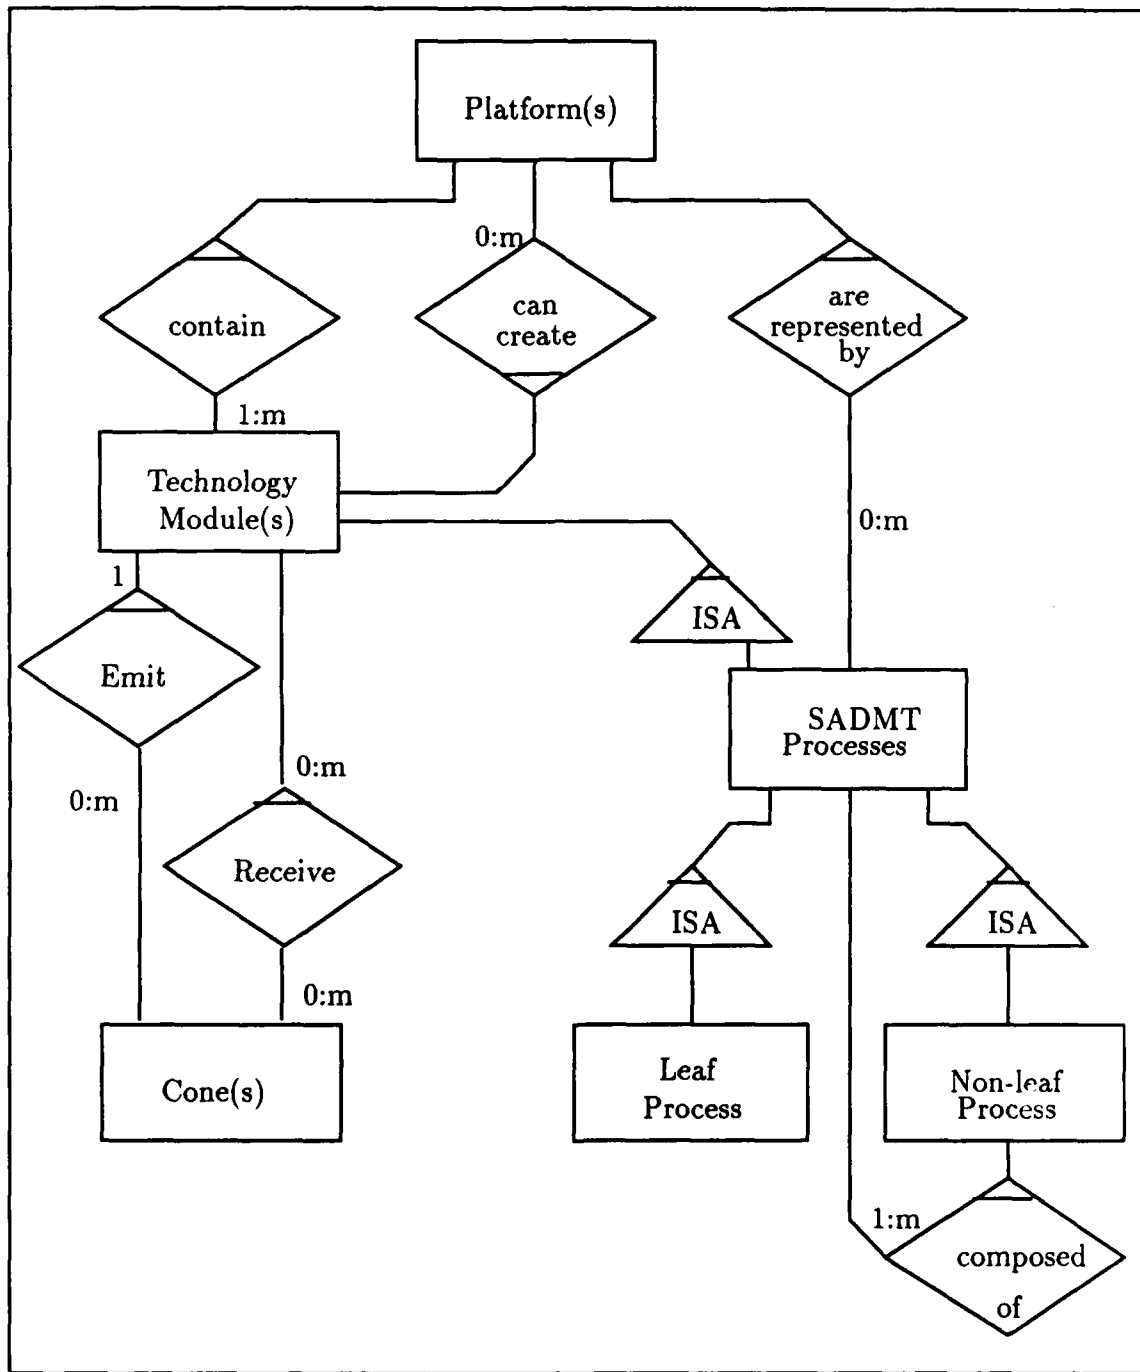 Platform(s)
0:m
contain
can
create
are
represented
by
1:m
Technology
Module(s)
0:m
1
ISA
Emit
SADMT
Processes
0:m
0:m
Receive
ISA
ISA
0:m
Cone(s)
Leaf
Process
Non-leaf
Process
1:m
composed
of